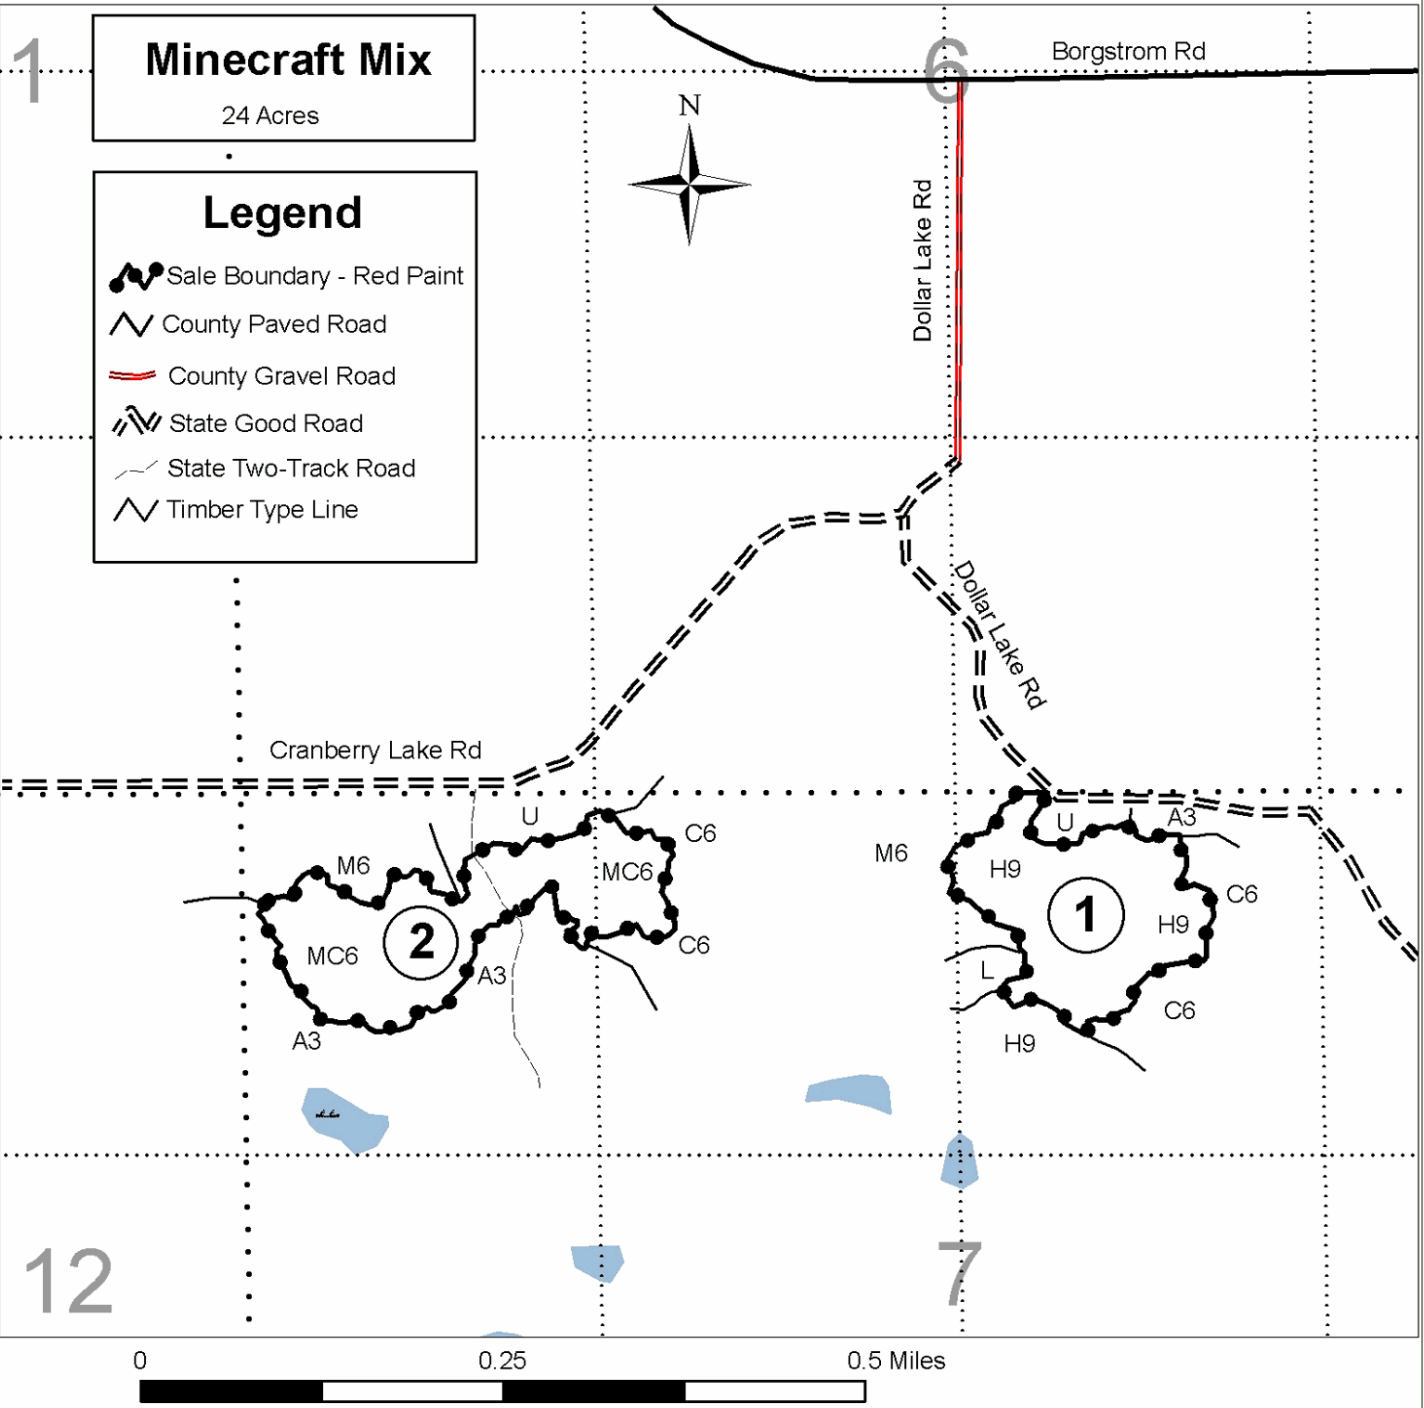 1
Minecraft Mix
24 Acres
6
Borgstrom Rd
N
Legend
Sale Boundary - Red Paint
County Paved Road
County Gravel Road
State Good Road
State Two-Track Road
Timber Type Line
Dollar Lake Rd
Dollar Lake Rd
Cranberry Lake Rd
U
C6
M6
MC6
2
MC6
C6
A3
A3
U
A3
M6
H9
1
C6
H9
L
C6
H9
12
7
0
0.25
0.5 Miles